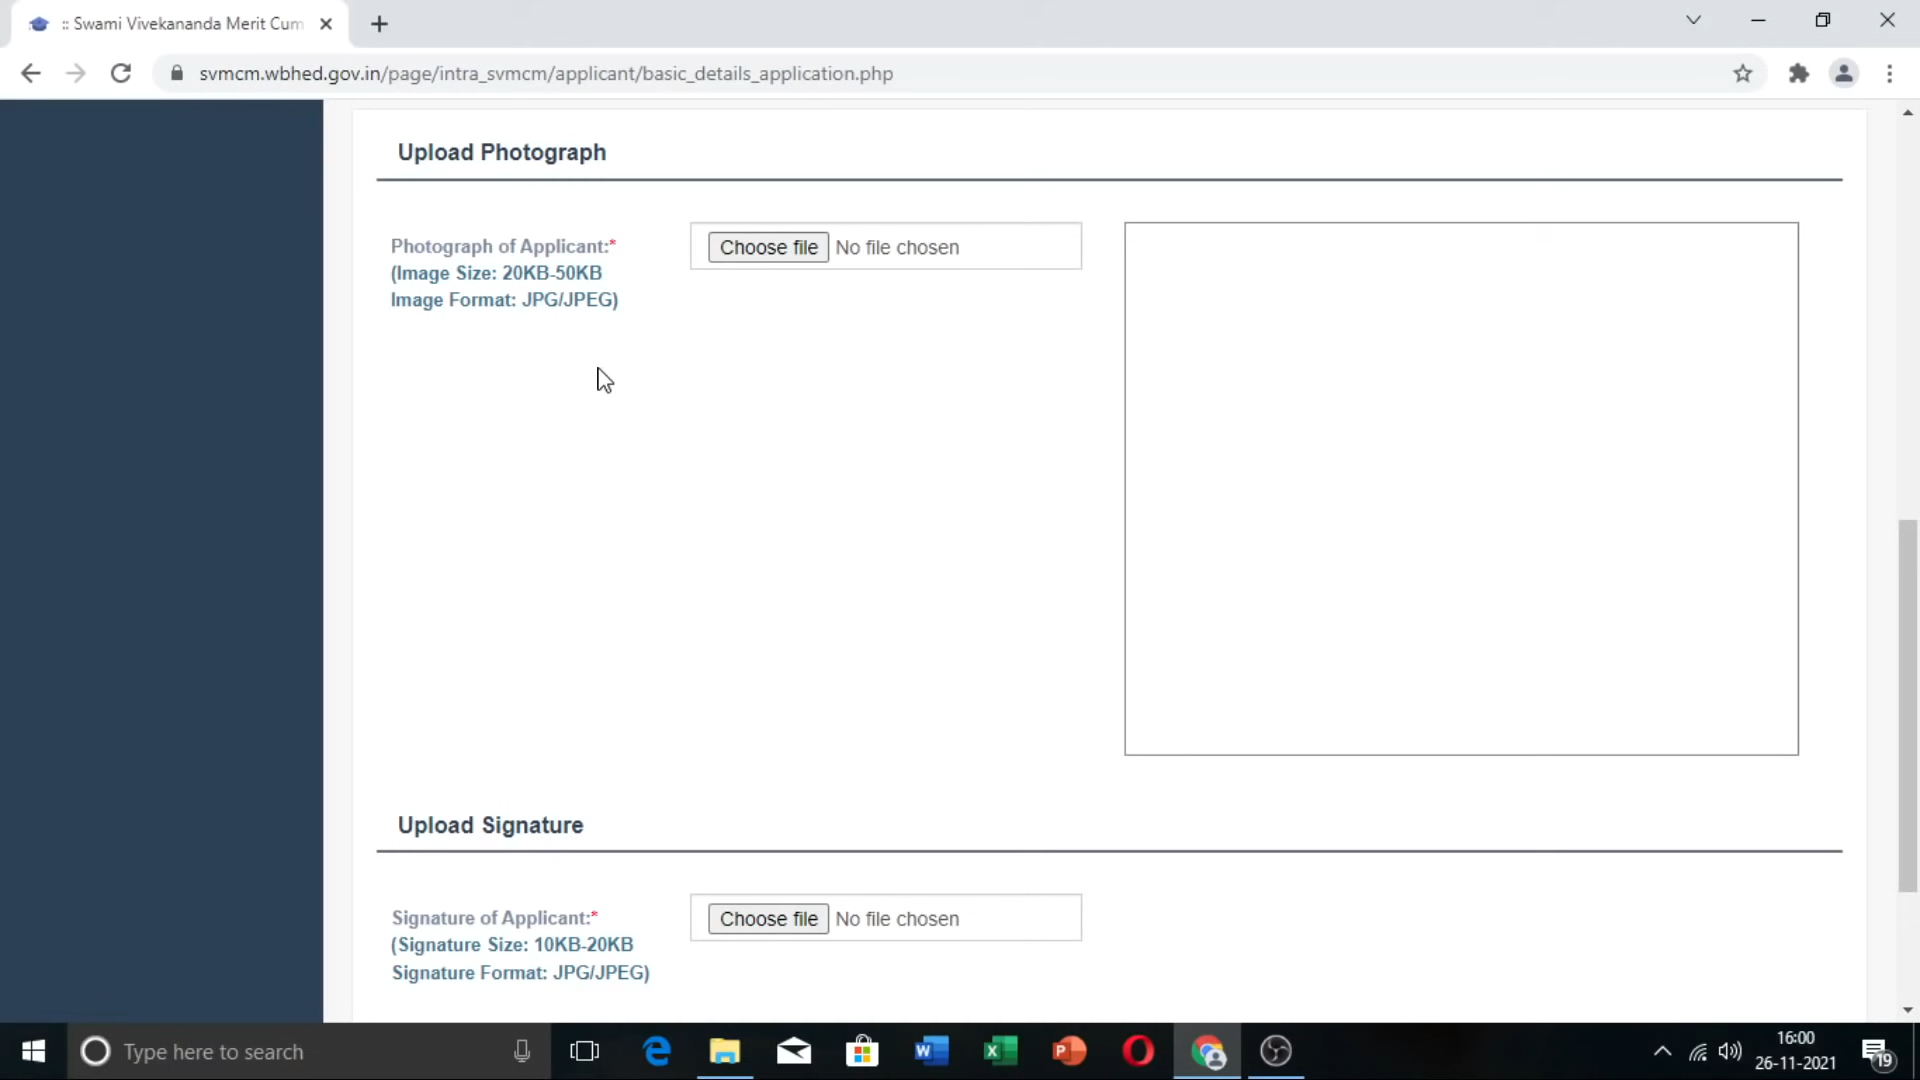 :: Swami Vivekananda Merit Cum
svmcm.wbhed.gov.in/page/intra_svmcm/applicant/basic_details_application.php
Upload Photograph
Photograph of Applicant:*
(Image Size: 20KB-50KB
Image Format: JPG/JPEG)
Choose file No file chosen
Upload Signature
Signature of Applicant:*
(Signature Size: 10KB-20KB
Signature Format: JPG/JPEG)
Choose file No file chosen
Type here to search
16:00
26-11-2021
19